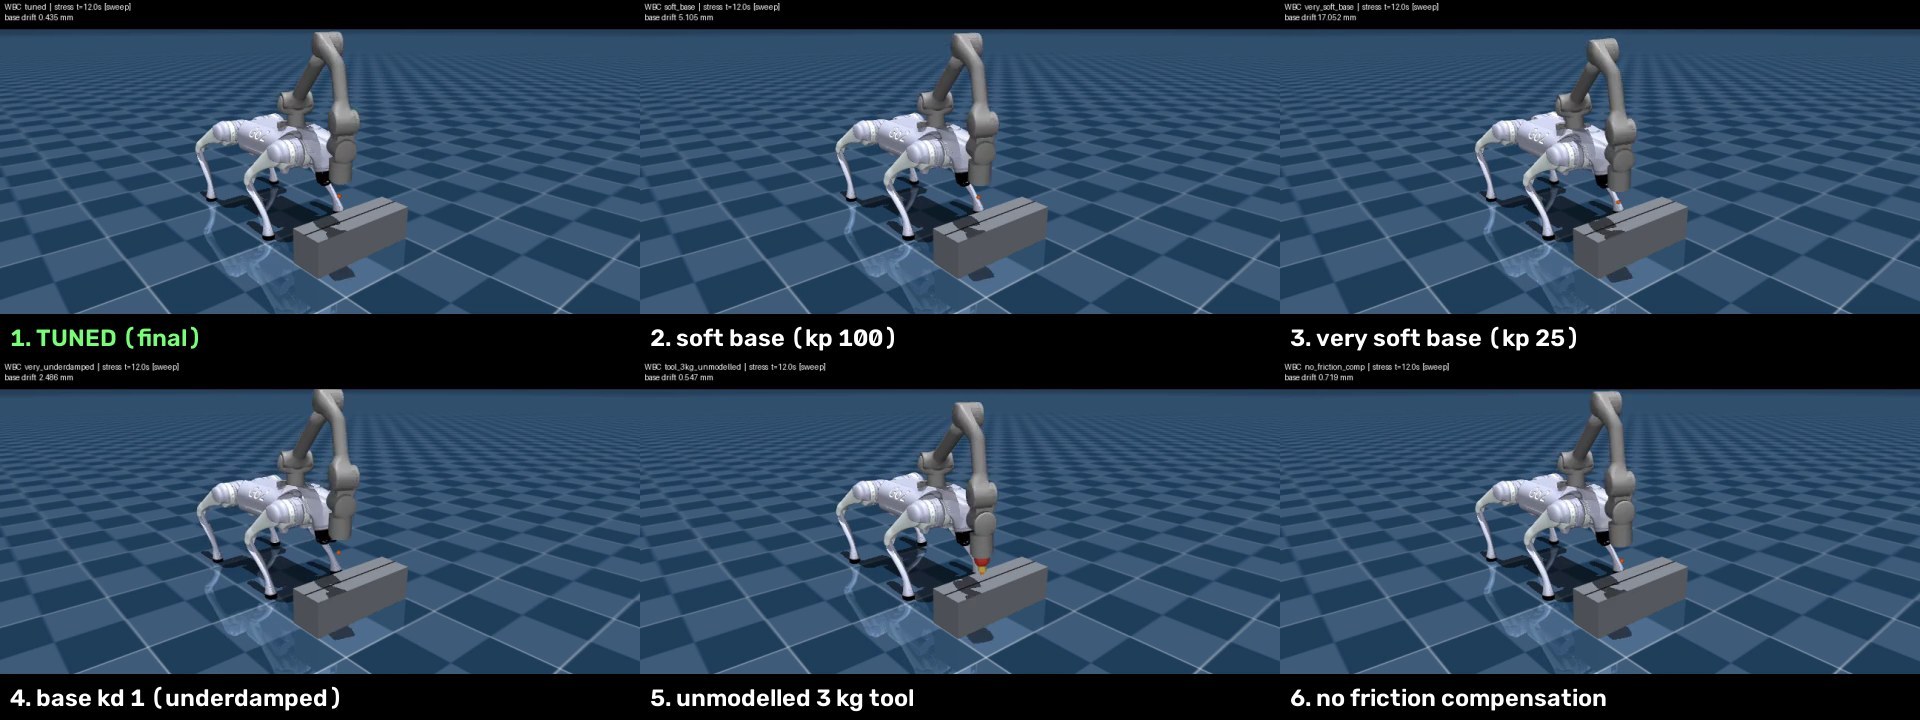 WBC tuned | stress t=12.0s [sweep]
base drift 0.435 mm
WBC soft_base | stress t=12.0s [sweep]
base drift 5.105 mm
WBC very_soft_base | stress t=12.0s [sweep]
base drift 17.052 mm
1. TUNED (final)
2. soft base (kp 100)
3. very soft base (kp 25)
WBC very_underdamped | stress t=12.0s [sweep]
base drift 2.486 mm
WBC tool_3kg_unmodelled | stress t=12.0s [sweep]
base drift 0.547 mm
WBC no_friction_comp | stress t=12.0s [sweep]
base drift 0.719 mm
4. base kd 1 (underdamped)
5. unmodelled 3 kg tool
6. no friction compensation